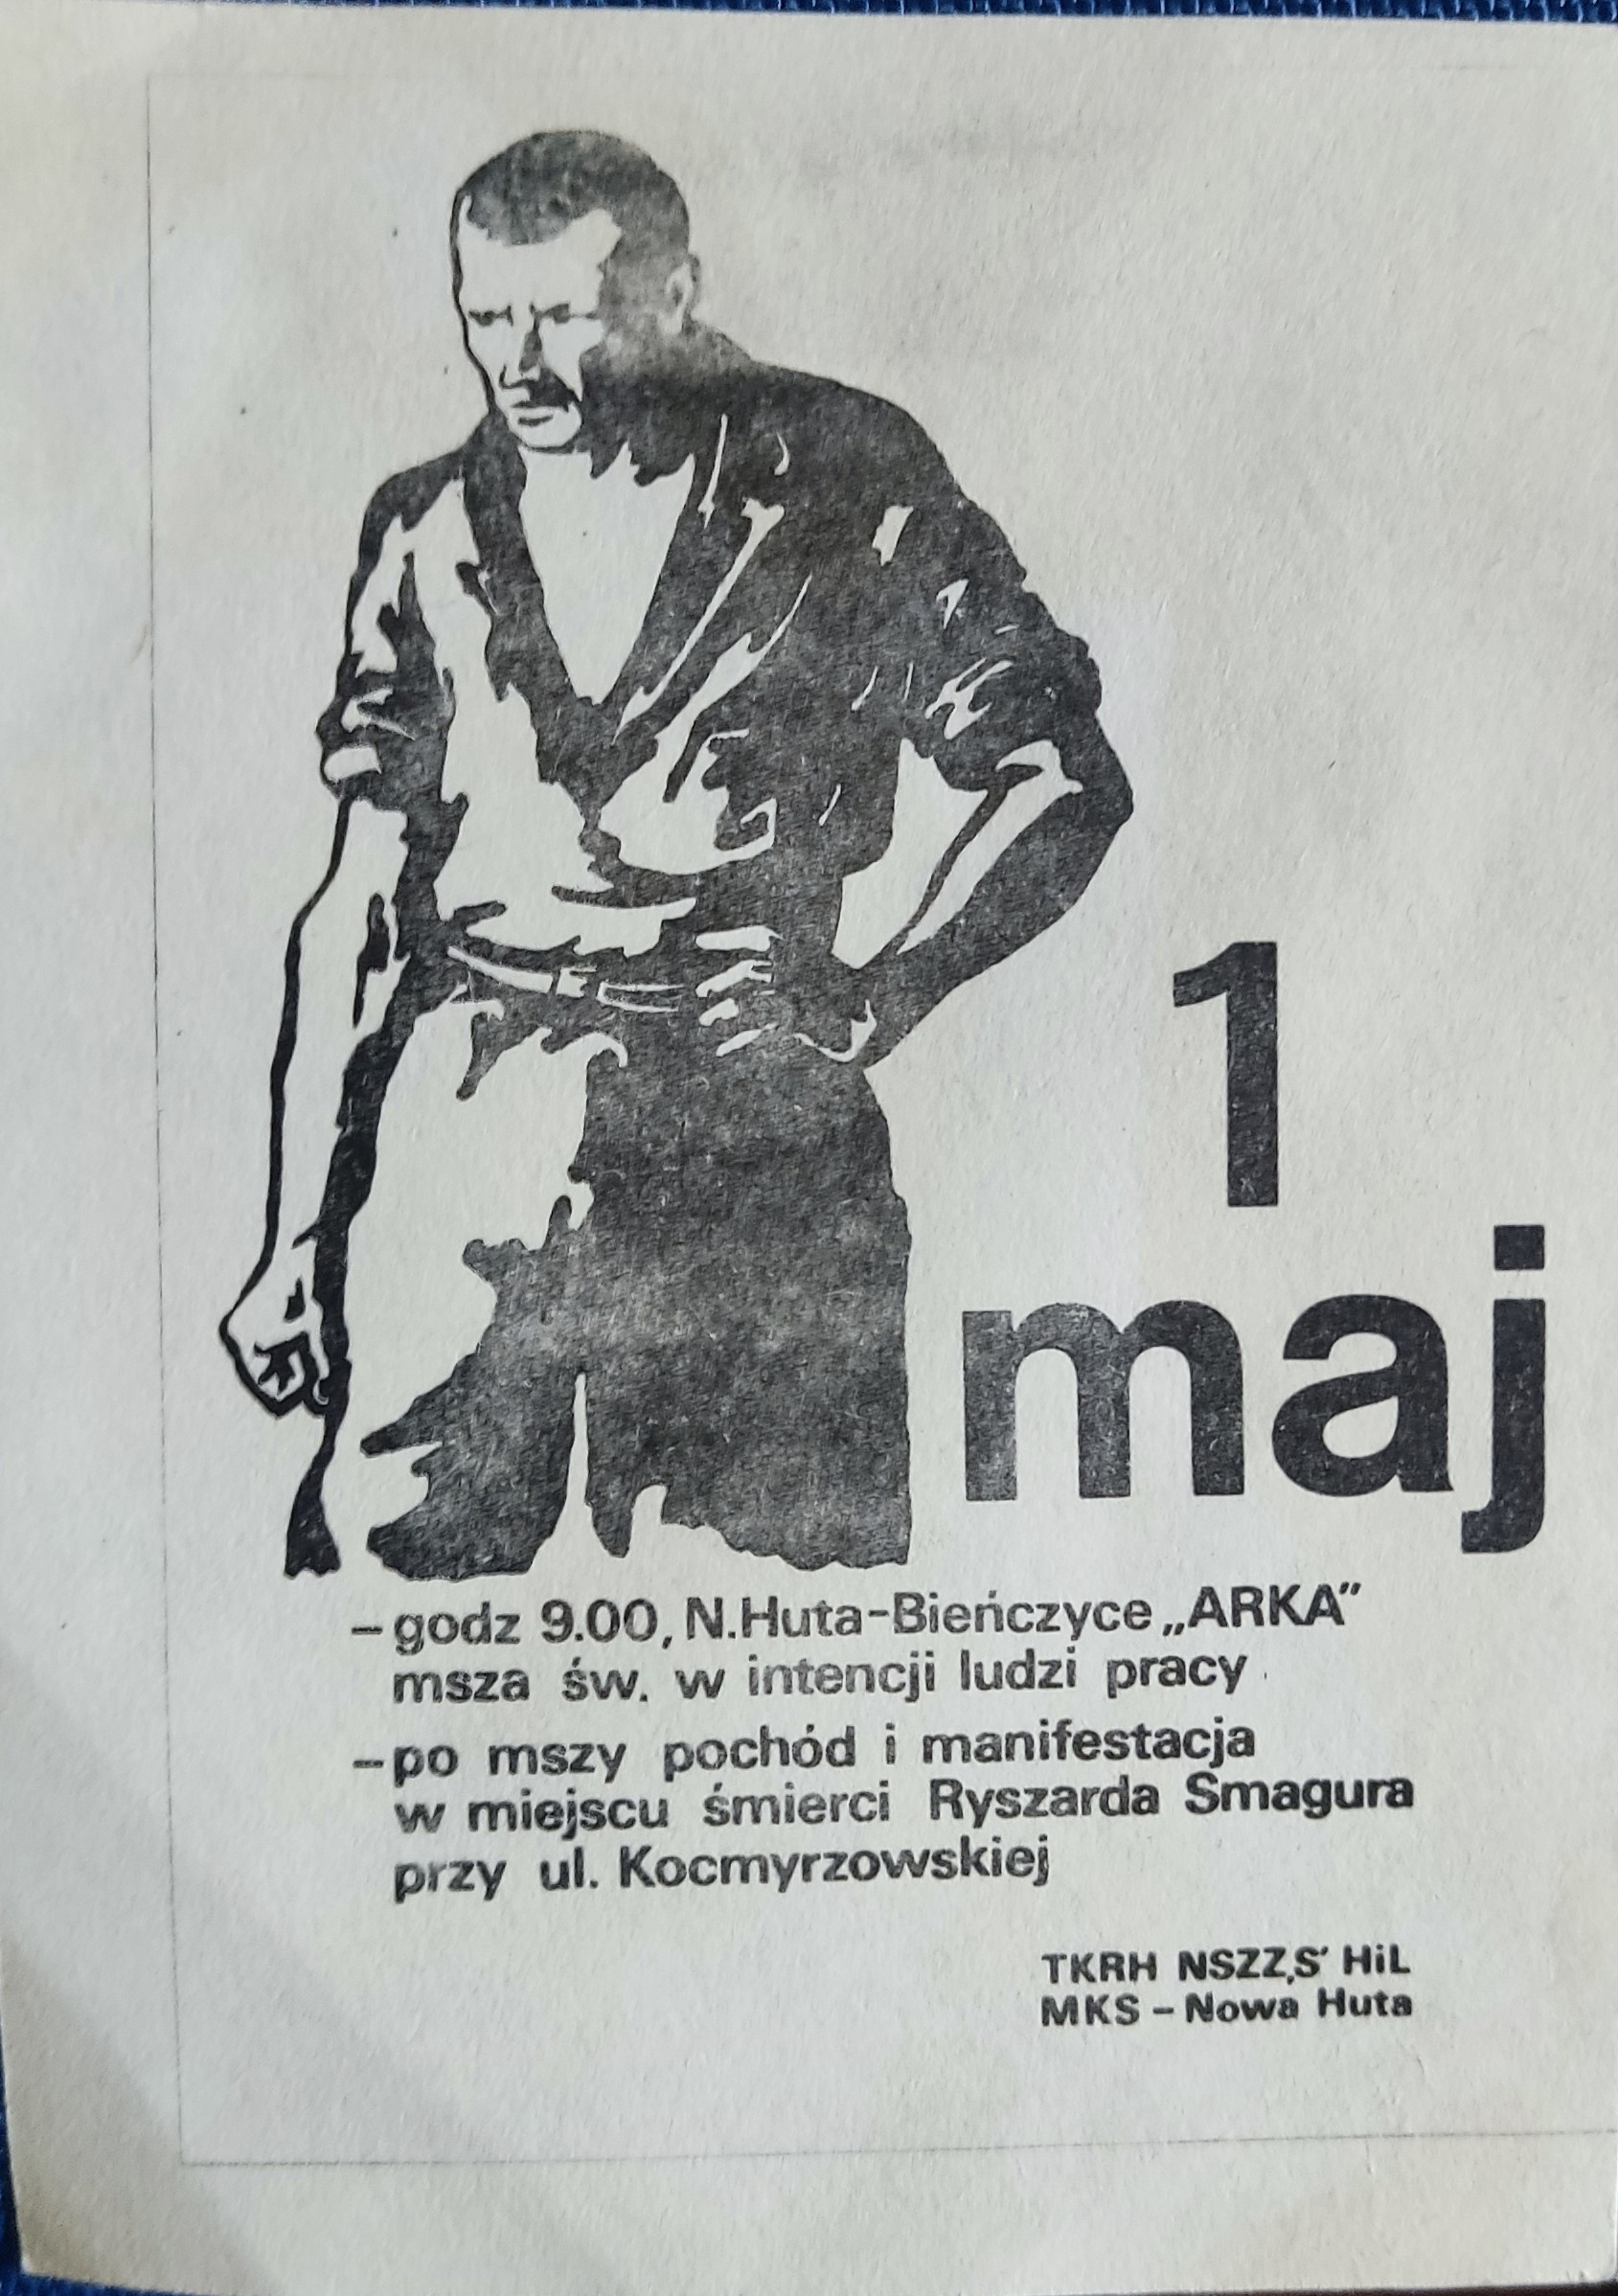 1
maj
– godz 9.00, N.Huta-Bieńczyce „ARKA”
msza św. w intencji ludzi pracy
– po mszy pochód i manifestacja
w miejscu śmierci Ryszarda Smagura
przy ul. Kocmyrzowskiej
TKRH NSZZ‚S’ HiL
MKS – Nowa Huta